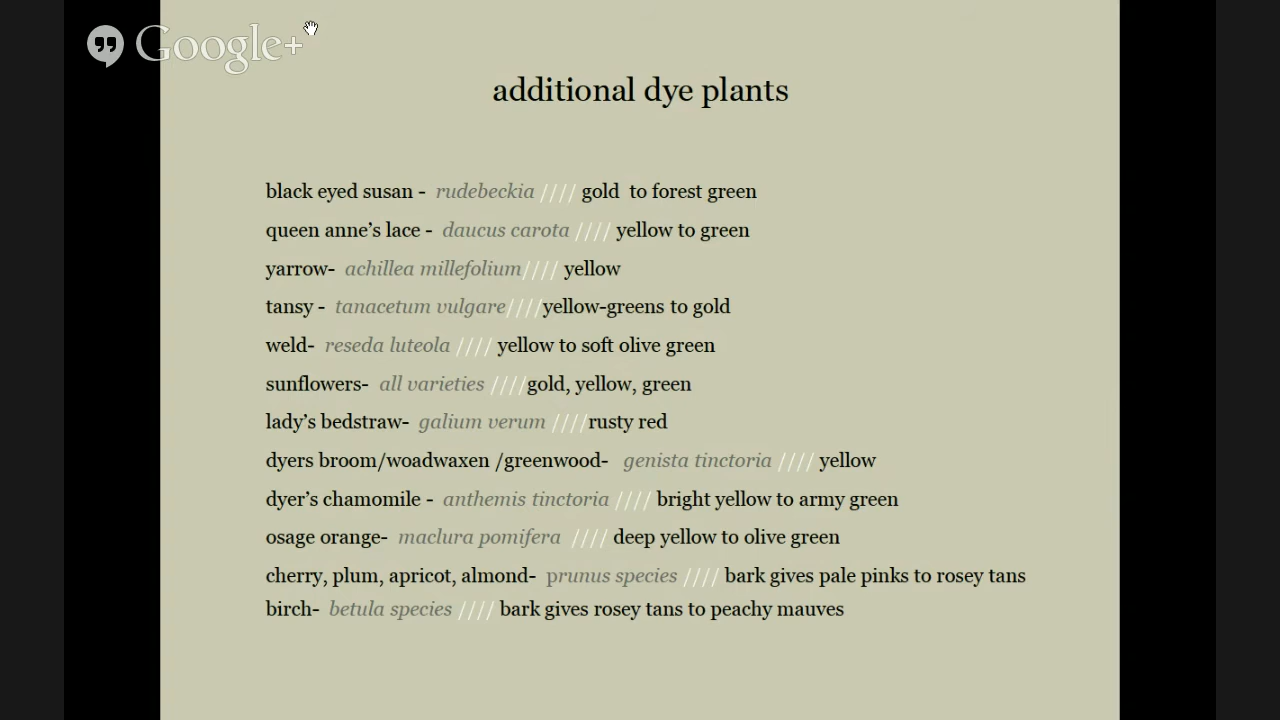 Google+
additional dye plants
black eyed susan - rudebeckia //// gold to forest green
queen anne’s lace - daucus carota //// yellow to green
yarrow- achillea millefolium//// yellow
tansy - tanacetum vulgare////yellow-greens to gold
weld- reseda luteola //// yellow to soft olive green
sunflowers- all varieties ////gold, yellow, green
lady’s bedstraw- galium verum ////rusty red
dyers broom/woadwaxen /greenwood- genista tinctoria //// yellow
dyer’s chamomile - anthemis tinctoria //// bright yellow to army green
osage orange- maclura pomifera //// deep yellow to olive green
cherry, plum, apricot, almond- prunus species //// bark gives pale pinks to rosey tans
birch- betula species //// bark gives rosey tans to peachy mauves